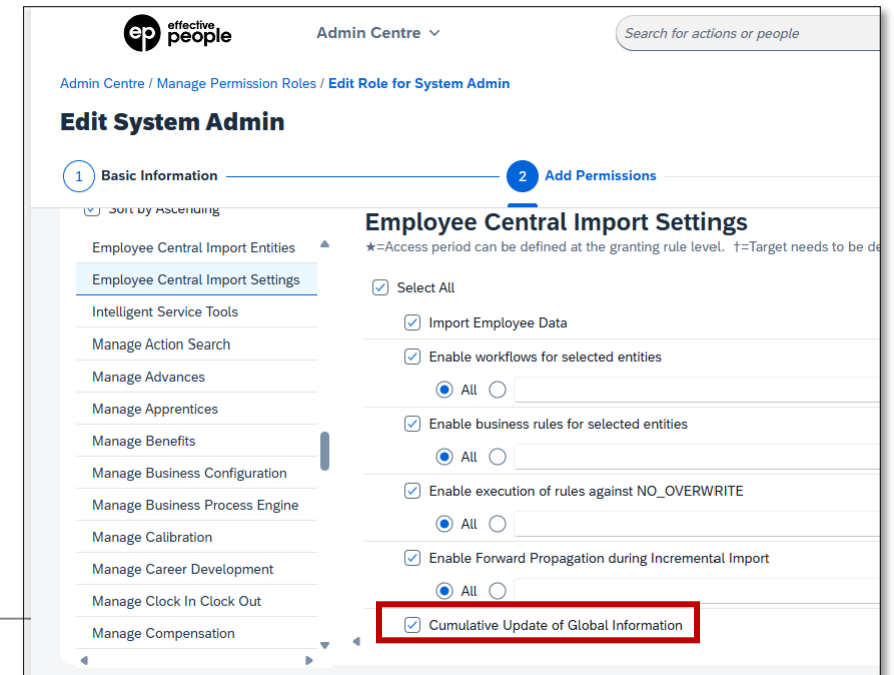 ep effective people
Admin Centre
Search for actions or people
Admin Centre / Manage Permission Roles / Edit Role for System Admin
Edit System Admin
1 Basic Information
2 Add Permissions
Sort by Ascending
Employee Central Import Entities
Employee Central Import Settings
Intelligent Service Tools
Manage Action Search
Manage Advances
Manage Apprentices
Manage Benefits
Manage Business Configuration
Manage Business Process Engine
Manage Calibration
Manage Career Development
Manage Clock In Clock Out
Manage Compensation
Employee Central Import Settings
★=Access period can be defined at the granting rule level. †=Target needs to be de
Select All
Import Employee Data
Enable workflows for selected entities
All
Enable business rules for selected entities
All
Enable execution of rules against NO_OVERWRITE
All
Enable Forward Propagation during Incremental Import
All
Cumulative Update of Global Information